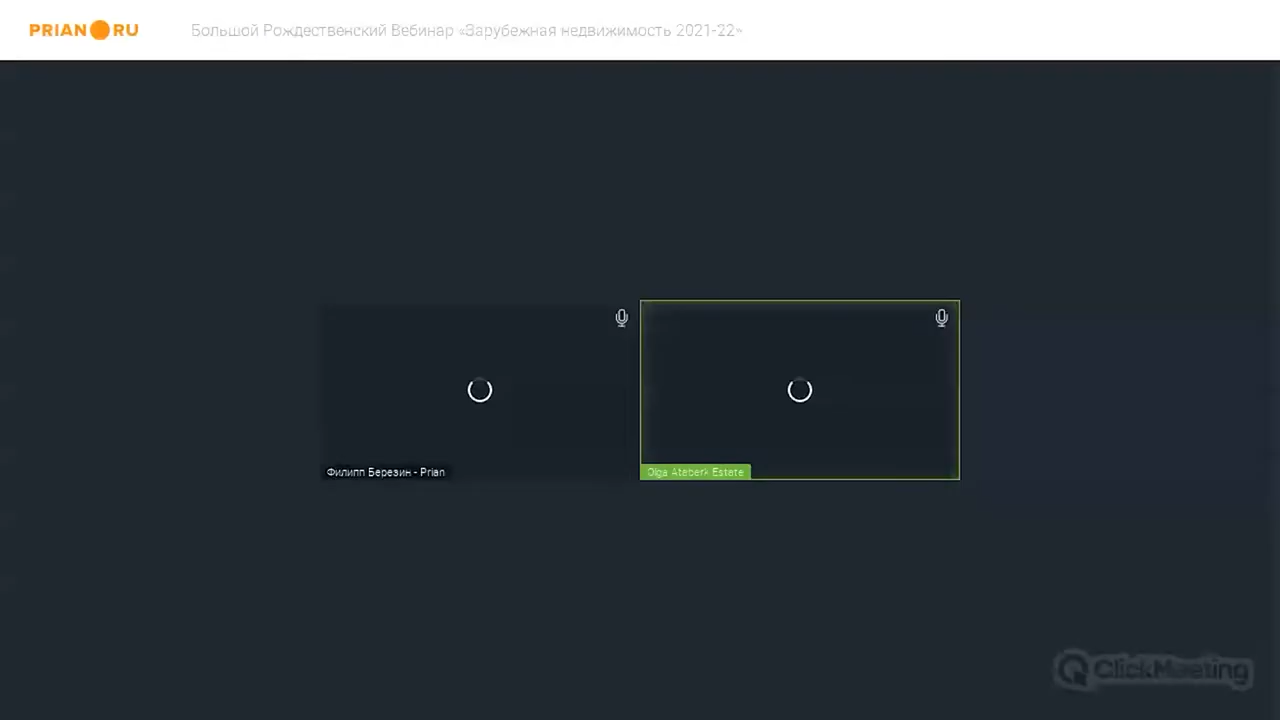 PRIAN RU
Большой Рождественский Вебинар «Зарубежная недвижимость 2021-22»
Филипп Березин - Prian
Olga Ateberk Estate
ClickMeeting